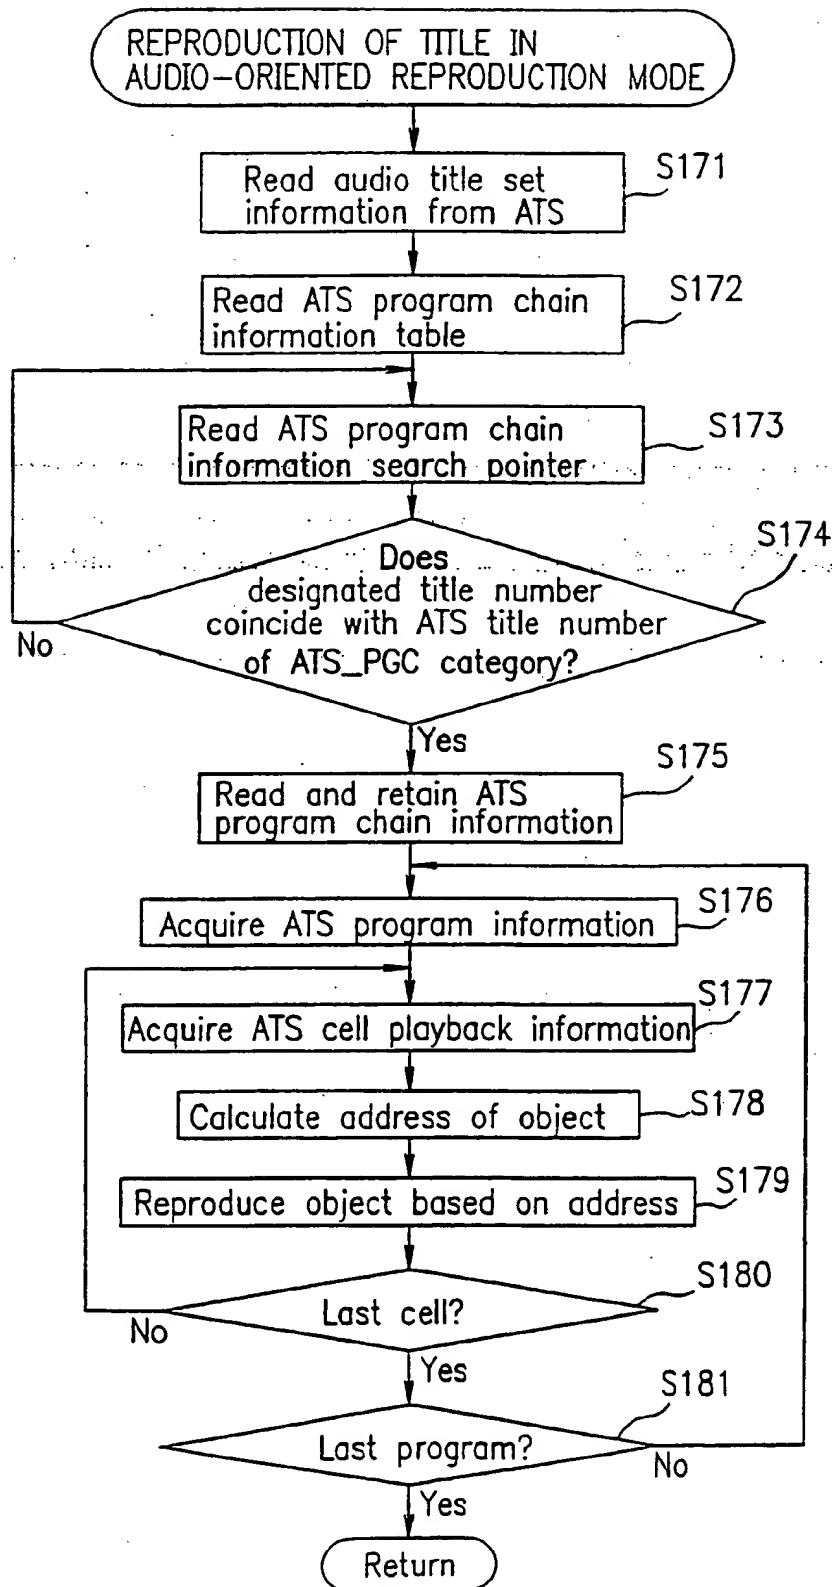 REPRODUCTION OF TITLE IN
AUDIO-ORIENTED REPRODUCTION MODE
S171
Read audio title set
information from ATS
S172
Read ATS program chain
information table
S173
Read ATS program chain
information search pointer
S174
Does
designated title number
coincide with ATS title number
of ATS_PGC category?
No
Yes
S175
Read and retain ATS
program chain information
S176
Acquire ATS program information
S177
Acquire ATS cell playback information
S178
Calculate address of object
S179
Reproduce object based on address
S180
Last cell?
No
Yes
S181
Last program?
No
Yes
Return